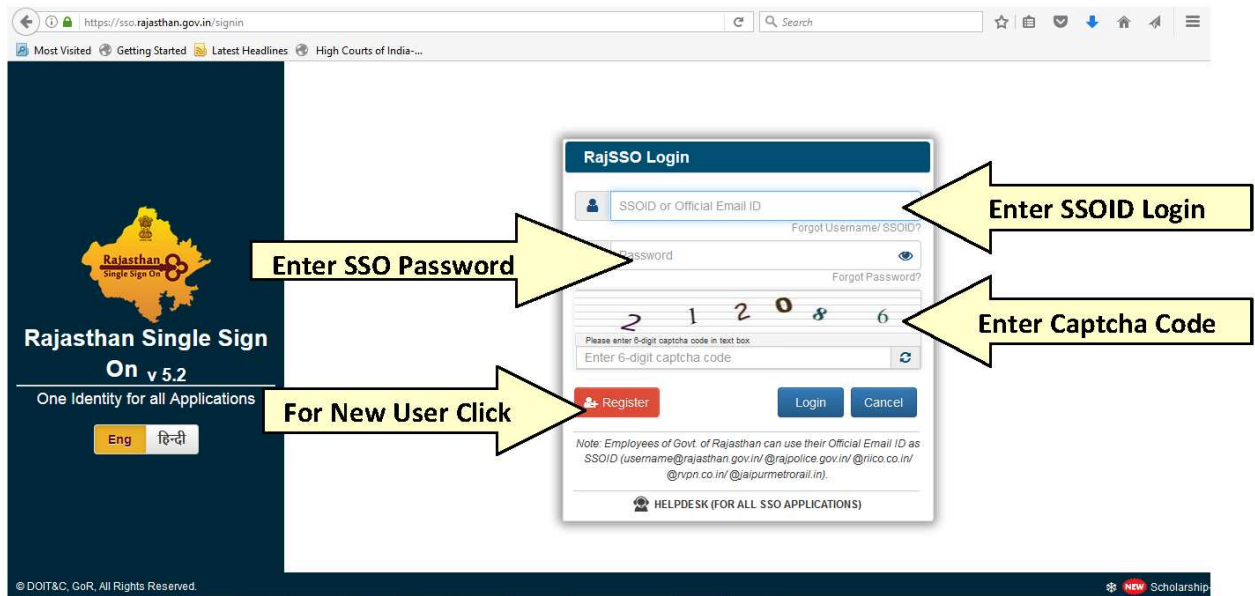 https://sso.rajasthan.gov.in/signin
Search
Most Visited Getting Started Latest Headlines High Courts of India-...
Rajasthan
Single Sign On
Rajasthan Single Sign
On v 5.2
One Identity for all Applications
Eng हिन्दी
RajSSO Login
SSOID or Official Email ID
Enter SSOID Login
Forgot Username/ SSOID?
Enter SSO Password
Password
Forgot Password?
2 1 2 0 8 6
Enter Captcha Code
Please enter 6-digit captcha code in text box
Enter 6-digit captcha code
For New User Click
Register
Login Cancel
Note: Employees of Govt. of Rajasthan can use their Official Email ID as
SSOID (username@rajasthan.gov.in/ @rajpolice.gov.in/ @riico.co.in/
@rvpn.co.in/ @jaipurmetrorail.in).
HELPDESK (FOR ALL SSO APPLICATIONS)
© DOIT&C, GoR, All Rights Reserved.
NEW Scholarship-